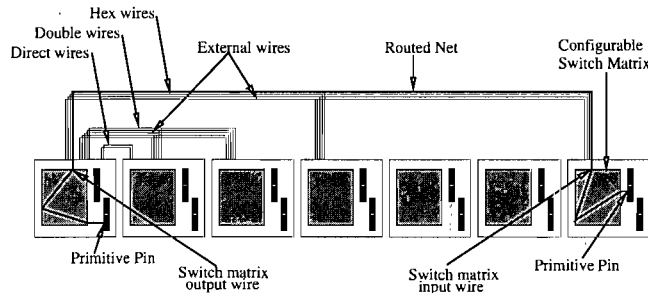 Hex wires
Double wires
Direct wires
External wires
Routed Net
Configurable
Switch Matrix
Primitive Pin
Switch matrix
output wire
Switch matrix
input wire
Primitive Pin